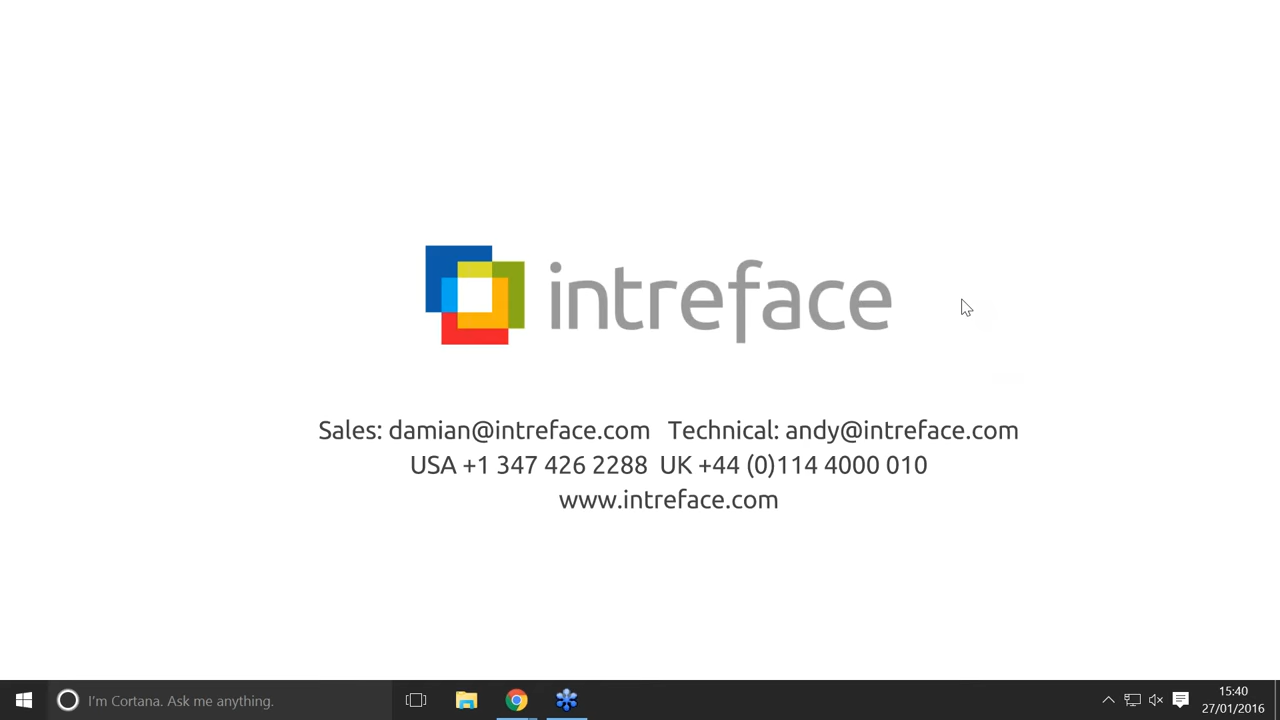 intreface
Sales: damian@intreface.com Technical: andy@intreface.com
USA +1 347 426 2288 UK +44 (0)114 4000 010
www.intreface.com
I'm Cortana. Ask me anything.
15:40
27/01/2016